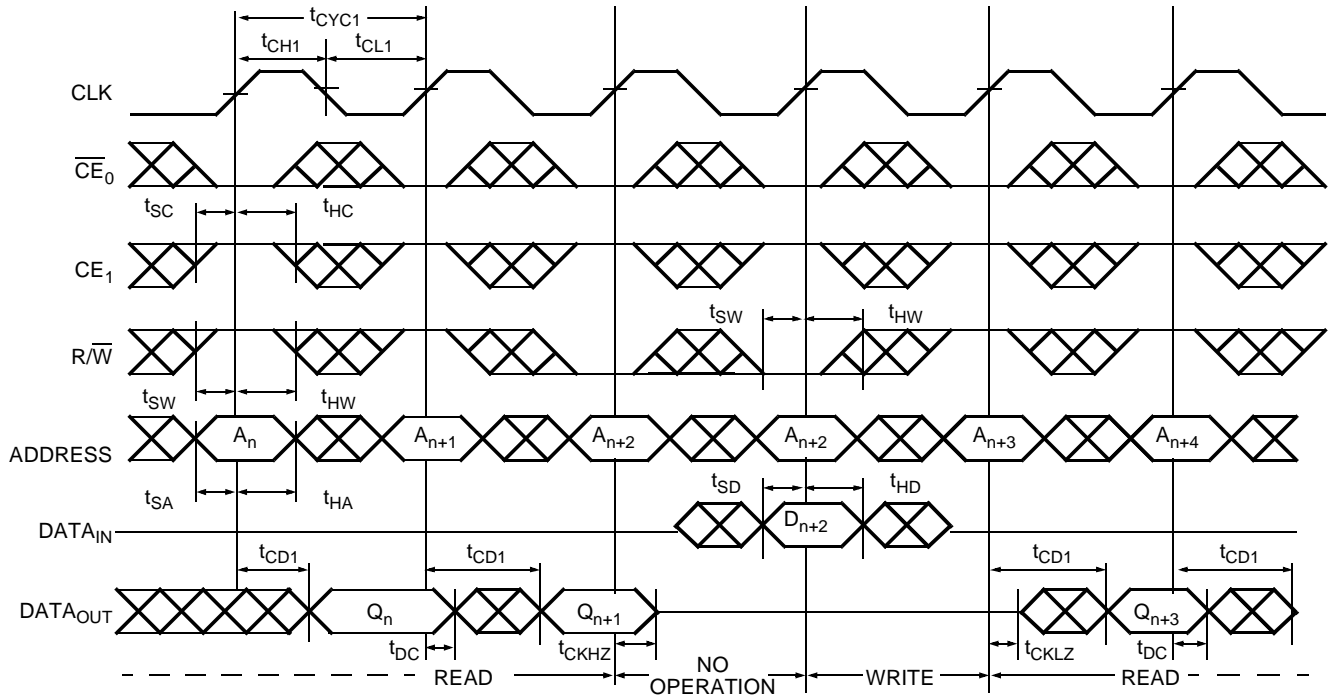 tCYC1
tCH1 tCL1
CLK
CE0
tSC tHC
CE1
tSW tHW
R/W
tSW tHW
ADDRESS An An+1 An+2 An+2 An+3 An+4
tSA tHA tSD tHD
DATAIN Dn+2
tCD1 tCD1 tCD1 tCD1
DATAOUT Qn Qn+1 Qn+3
tDC tCKHZ tCKLZ tDC
READ NO OPERATION WRITE READ